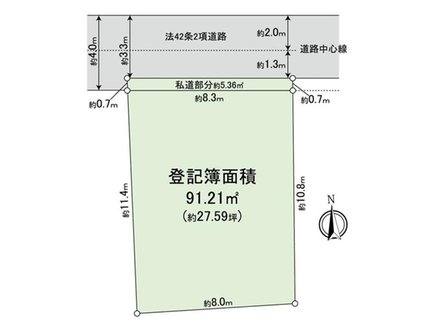 法42条2項道路
約2.0m
約4.0m
約3.3m
道路中心線
約1.3m
私道部分約5.36㎡
約0.7m
約8.3m
約0.7m
登記簿面積
91.21㎡
(約27.59坪)
約11.4m
約10.8m
N
約8.0m